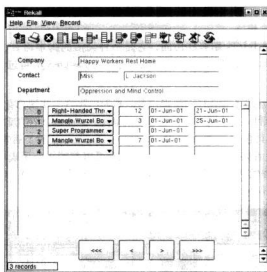 Rekall
Help File View Record
Company Happy Workers Rest Home
Contact Miss J. Jackson
Department Oppression and Mind Control
0 Right-Handed Thr 12 01-Jun-01 21-Jun-01
1 Mangle Wurzel Bo 3 01-Jun-01 25-Jun-01
2 Super Programmer 1 01-Jun-01
3 Mangle Wurzel Bo 7 01-Jul-01
4
<<< < > >>>
3 records